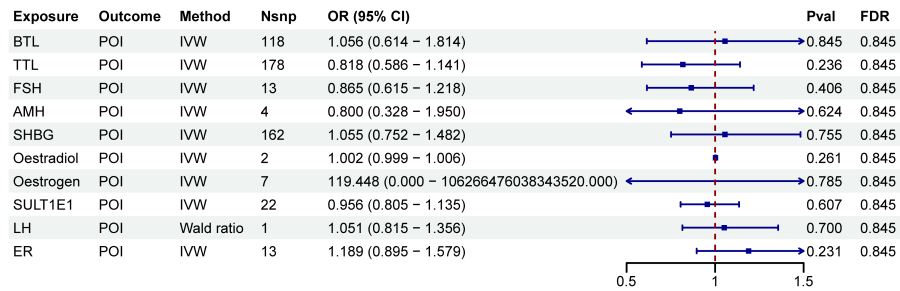 Exposure Outcome Method Nsnp OR (95% CI) Pval FDR
BTL POI IVW 118 1.056 (0.614 − 1.814) 0.845 0.845
TTL POI IVW 178 0.818 (0.586 − 1.141) 0.236 0.845
FSH POI IVW 13 0.865 (0.615 − 1.218) 0.406 0.845
AMH POI IVW 4 0.800 (0.328 − 1.950) 0.624 0.845
SHBG POI IVW 162 1.055 (0.752 − 1.482) 0.755 0.845
Oestradiol POI IVW 2 1.002 (0.999 − 1.006) 0.261 0.845
Oestrogen POI IVW 7 119.448 (0.000 − 106266476038343520.000) 0.785 0.845
SULT1E1 POI IVW 22 0.956 (0.805 − 1.135) 0.607 0.845
LH POI Wald ratio 1 1.051 (0.815 − 1.356) 0.700 0.845
ER POI IVW 13 1.189 (0.895 − 1.579) 0.231 0.845
0.5 1 1.5